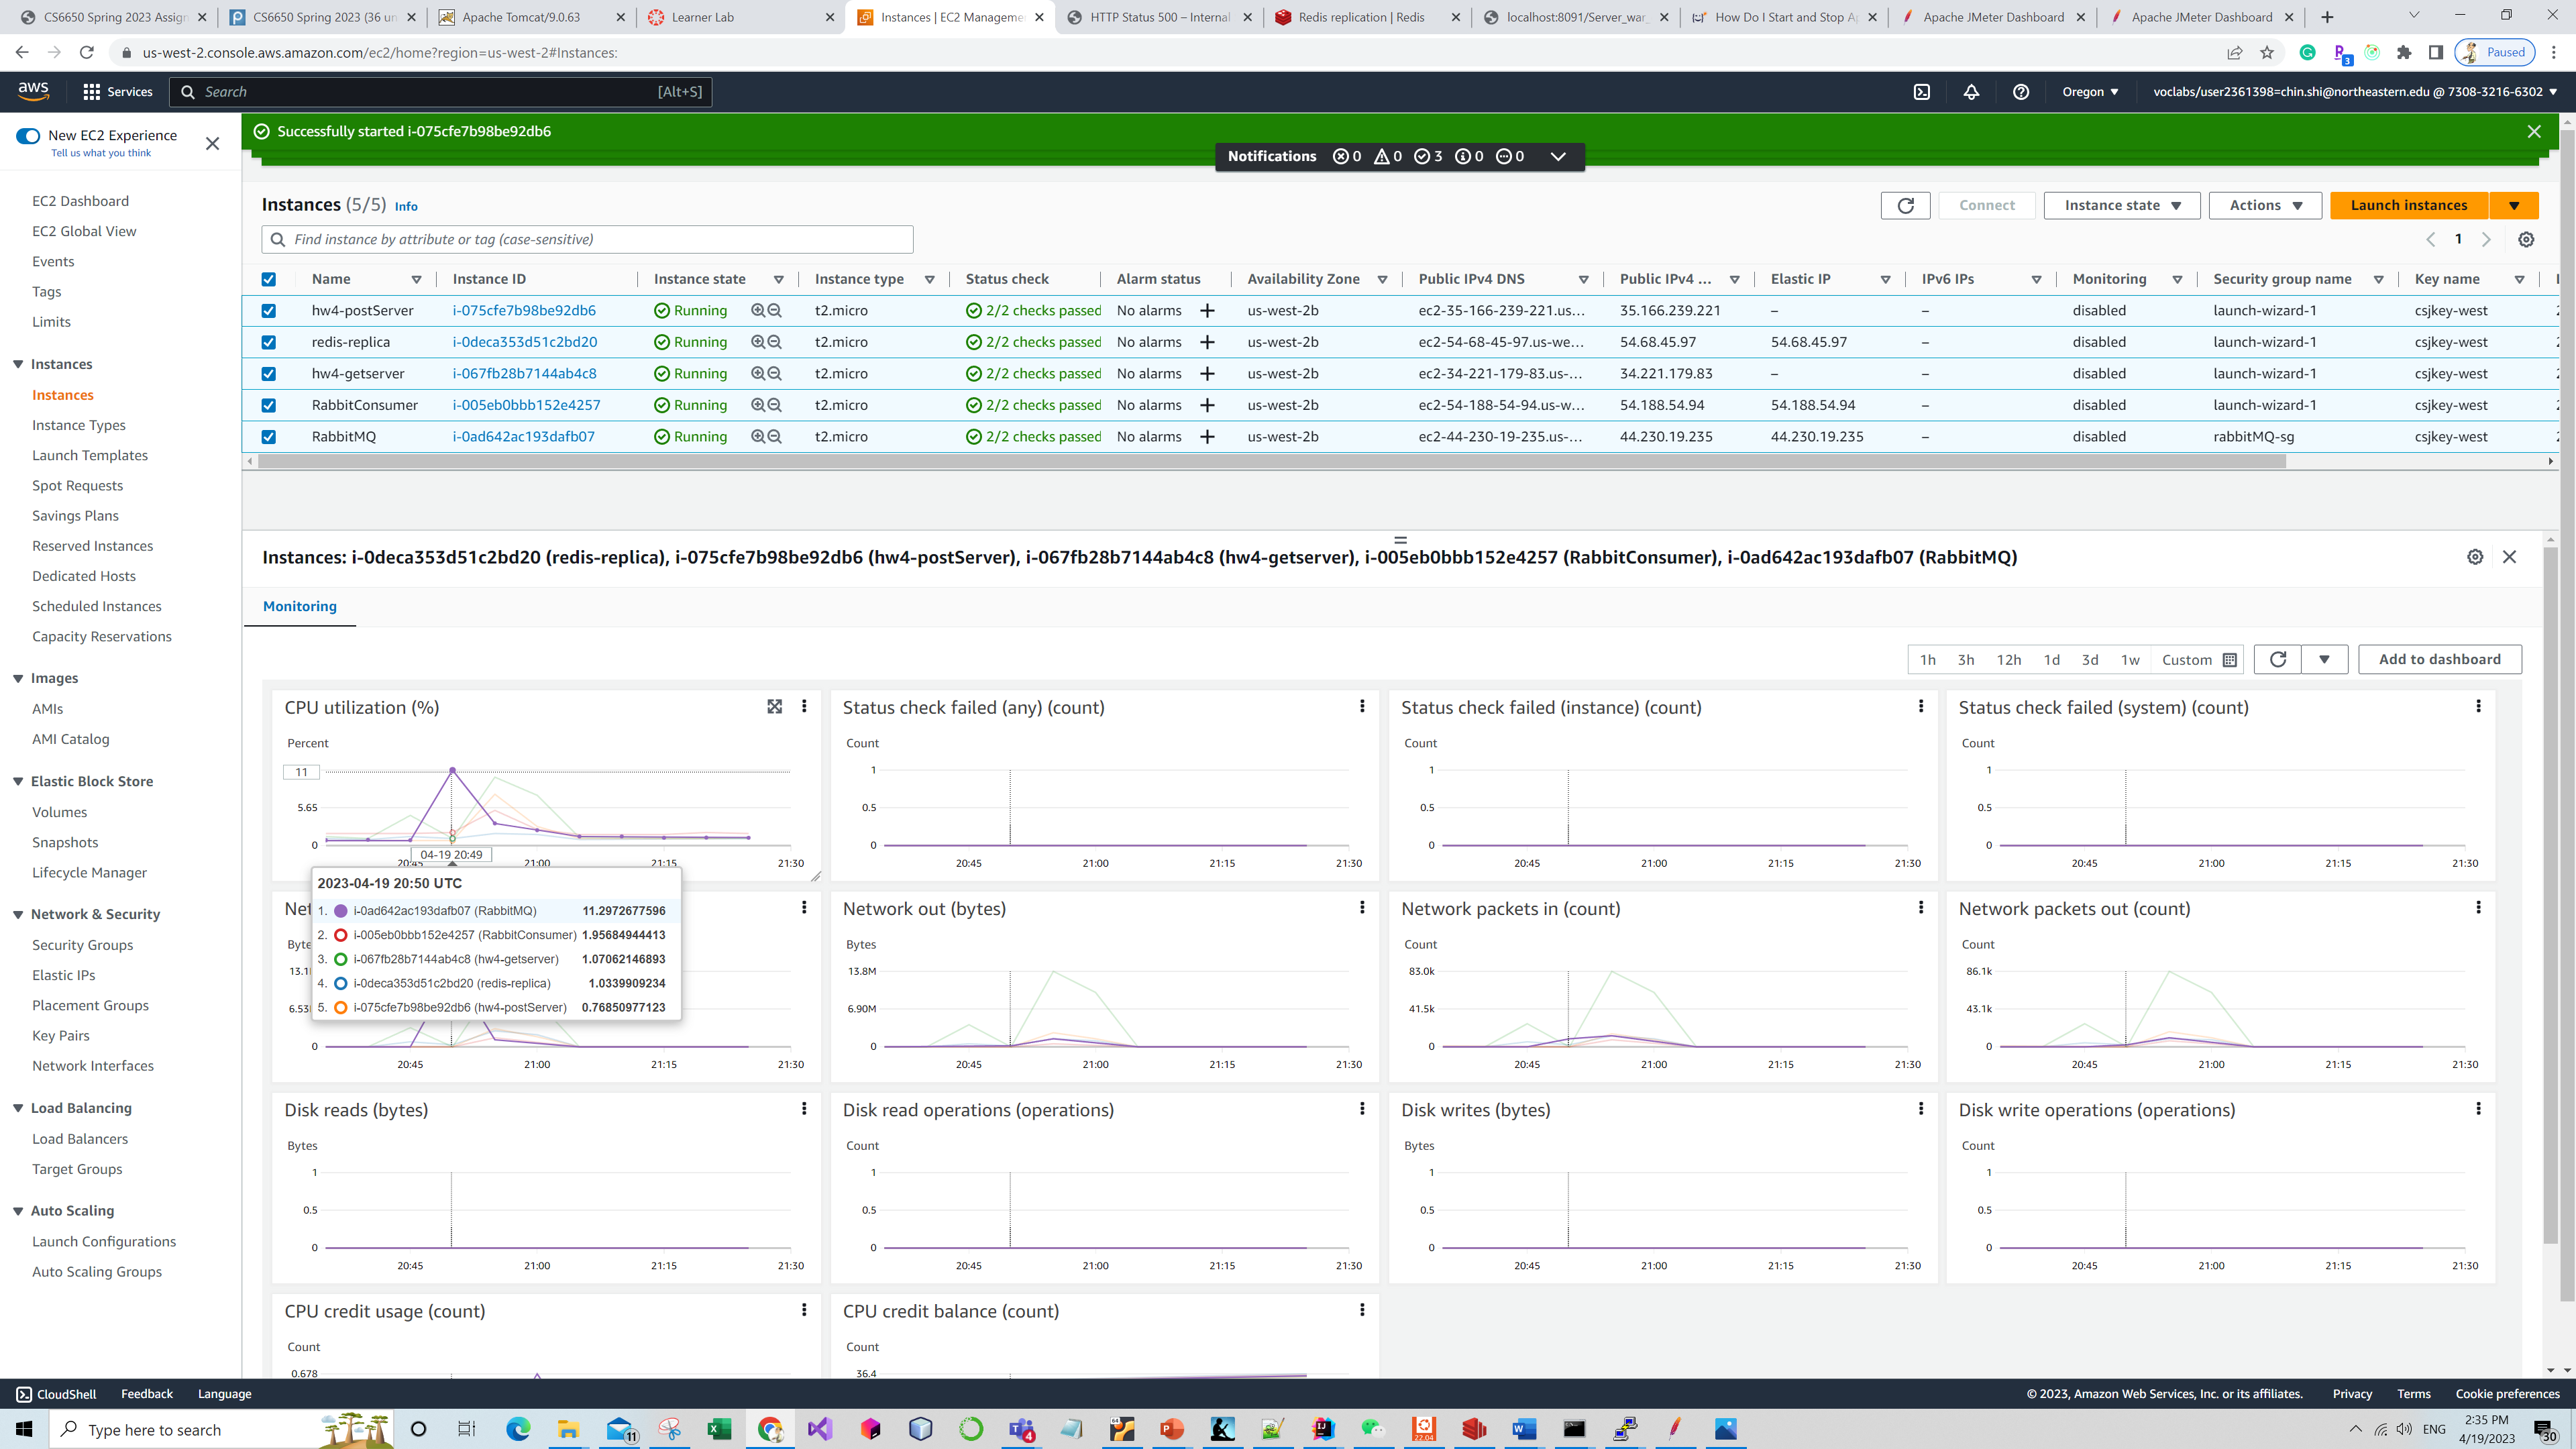 CS6650 Spring 2023 Assign
CS6650 Spring 2023 (36 un
Apache Tomcat/9.0.63
Learner Lab
Instances | EC2 Manageme
HTTP Status 500 – Internal
Redis replication | Redis
localhost:8091/Server_war_
How Do I Start and Stop A
Apache JMeter Dashboard
Apache JMeter Dashboard
us-west-2.console.aws.amazon.com/ec2/home?region=us-west-2#Instances:
3
Paused
aws
Services
Search
[Alt+S]
Oregon
voclabs/user2361398=chin.shi@northeastern.edu @ 7308-3216-6302
New EC2 Experience
Tell us what you think
Successfully started i-075cfe7b98be92db6
Notifications 0 0 3 0 0
EC2 Dashboard
EC2 Global View
Events
Tags
Limits
Instances
Instances
Instance Types
Launch Templates
Spot Requests
Savings Plans
Reserved Instances
Dedicated Hosts
Scheduled Instances
Capacity Reservations
Images
AMIs
AMI Catalog
Elastic Block Store
Volumes
Snapshots
Lifecycle Manager
Network & Security
Security Groups
Elastic IPs
Placement Groups
Key Pairs
Network Interfaces
Load Balancing
Load Balancers
Target Groups
Auto Scaling
Launch Configurations
Auto Scaling Groups
Instances (5/5) Info
Connect
Instance state
Actions
Launch instances
Find instance by attribute or tag (case-sensitive)
1
Name Instance ID Instance state Instance type Status check Alarm status Availability Zone Public IPv4 DNS Public IPv4 ... Elastic IP IPv6 IPs Monitoring Security group name Key name
hw4-postServer i-075cfe7b98be92db6 Running t2.micro 2/2 checks passed No alarms + us-west-2b ec2-35-166-239-221.us... 35.166.239.221 – – disabled launch-wizard-1 csjkey-west
redis-replica i-0deca353d51c2bd20 Running t2.micro 2/2 checks passed No alarms + us-west-2b ec2-54-68-45-97.us-we... 54.68.45.97 54.68.45.97 – disabled launch-wizard-1 csjkey-west
hw4-getserver i-067fb28b7144ab4c8 Running t2.micro 2/2 checks passed No alarms + us-west-2b ec2-34-221-179-83.us-... 34.221.179.83 – – disabled launch-wizard-1 csjkey-west
RabbitConsumer i-005eb0bbb152e4257 Running t2.micro 2/2 checks passed No alarms + us-west-2b ec2-54-188-54-94.us-w... 54.188.54.94 54.188.54.94 – disabled launch-wizard-1 csjkey-west
RabbitMQ i-0ad642ac193dafb07 Running t2.micro 2/2 checks passed No alarms + us-west-2b ec2-44-230-19-235.us-... 44.230.19.235 44.230.19.235 – disabled rabbitMQ-sg csjkey-west
Instances: i-0deca353d51c2bd20 (redis-replica), i-075cfe7b98be92db6 (hw4-postServer), i-067fb28b7144ab4c8 (hw4-getserver), i-005eb0bbb152e4257 (RabbitConsumer), i-0ad642ac193dafb07 (RabbitMQ)
Monitoring
1h 3h 12h 1d 3d 1w Custom
Add to dashboard
CPU utilization (%)
Percent
11
5.65
0
20:45 21:00 21:15 21:30
04-19 20:49
2023-04-19 20:50 UTC
1. i-0ad642ac193dafb07 (RabbitMQ) 11.2972677596
2. i-005eb0bbb152e4257 (RabbitConsumer) 1.95684944413
3. i-067fb28b7144ab4c8 (hw4-getserver) 1.07062146893
4. i-0deca353d51c2bd20 (redis-replica) 1.0339909234
5. i-075cfe7b98be92db6 (hw4-postServer) 0.76850977123
Status check failed (any) (count)
Count
1
0.5
0
20:45 21:00 21:15 21:30
Status check failed (instance) (count)
Count
1
0.5
0
20:45 21:00 21:15 21:30
Status check failed (system) (count)
Count
1
0.5
0
20:45 21:00 21:15 21:30
Net
Byte
13.1
6.53
0
20:45 21:00 21:15 21:30
Network out (bytes)
Bytes
13.8M
6.90M
0
20:45 21:00 21:15 21:30
Network packets in (count)
Count
83.0k
41.5k
0
20:45 21:00 21:15 21:30
Network packets out (count)
Count
86.1k
43.1k
0
20:45 21:00 21:15 21:30
Disk reads (bytes)
Bytes
1
0.5
0
20:45 21:00 21:15 21:30
Disk read operations (operations)
Count
1
0.5
0
20:45 21:00 21:15 21:30
Disk writes (bytes)
Bytes
1
0.5
0
20:45 21:00 21:15 21:30
Disk write operations (operations)
Count
1
0.5
0
20:45 21:00 21:15 21:30
CPU credit usage (count)
Count
0.678
CPU credit balance (count)
Count
36.4
CloudShell Feedback Language
© 2023, Amazon Web Services, Inc. or its affiliates. Privacy Terms Cookie preferences
Type here to search
11
4
22.04
ENG
2:35 PM
4/19/2023
30